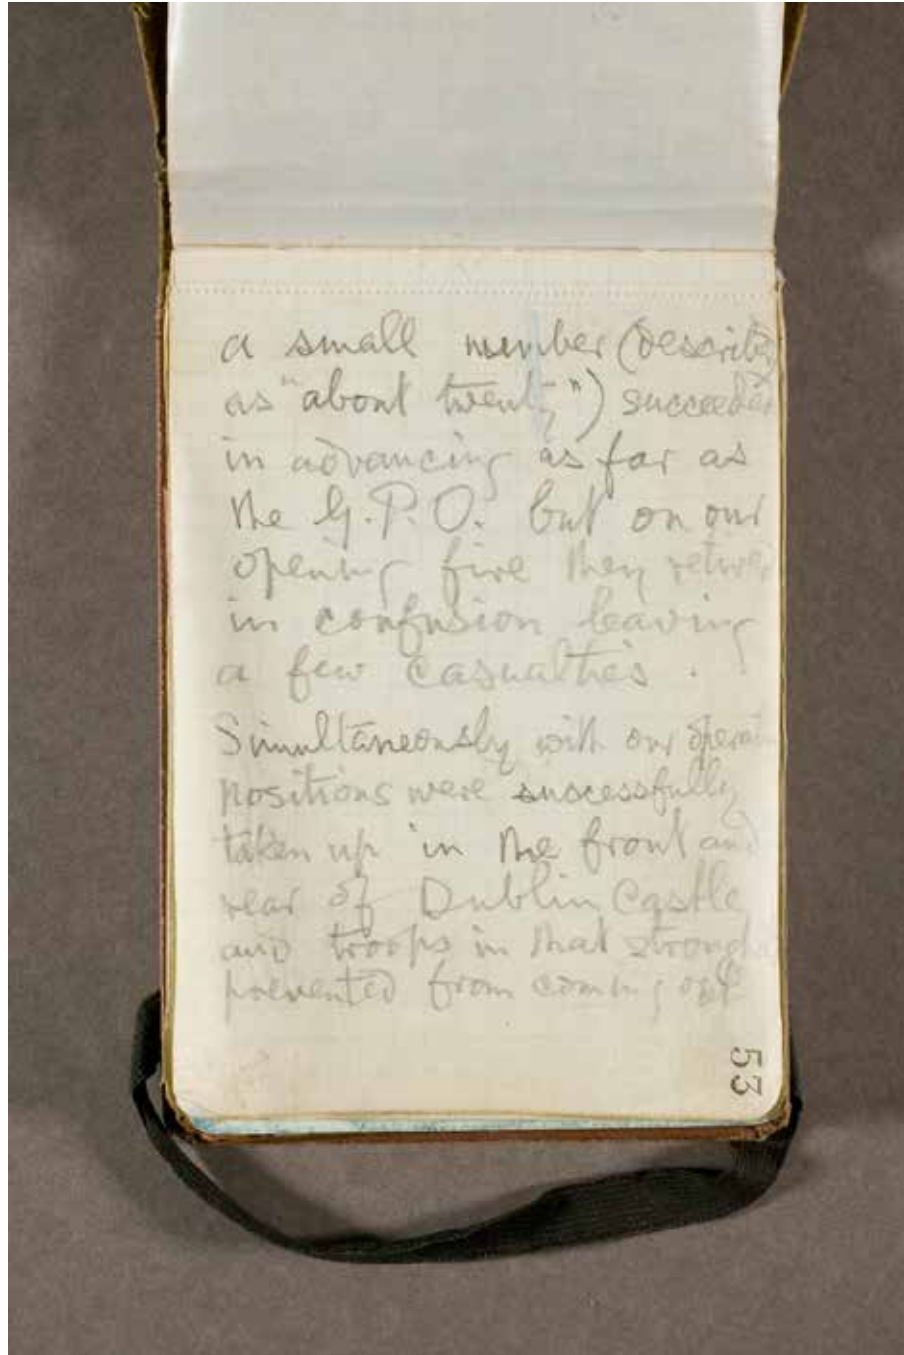 a small number (described
as "about twenty") succeeded
in advancing as far as
the G.P.O. but on our
opening fire they retired
in confusion leaving
a few casualties.
Simultaneously with our
positions were successfully
taken up in the front and
rear of Dublin Castle
and troops in that
prevented from coming out
53